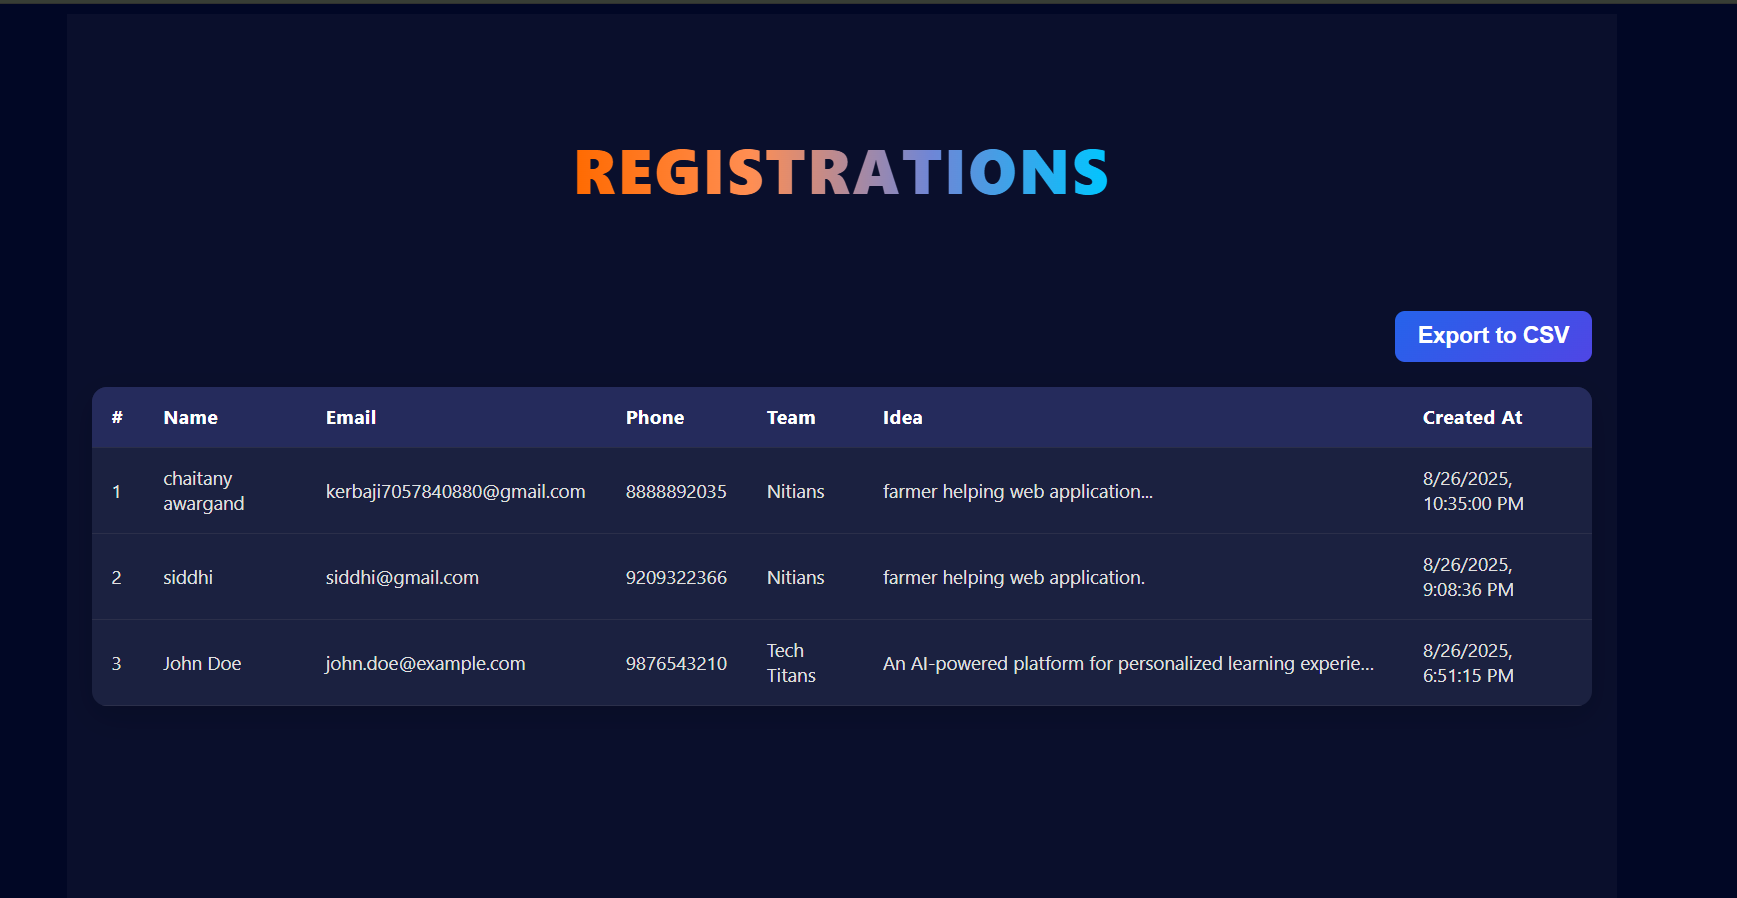 REGISTRATIONS
Export to CSV
# Name Email Phone Team Idea Created At
1 chaitany awargand kerbaji7057840880@gmail.com 8888892035 Nitians farmer helping web application... 8/26/2025, 10:35:00 PM
2 siddhi siddhi@gmail.com 9209322366 Nitians farmer helping web application. 8/26/2025, 9:08:36 PM
3 John Doe john.doe@example.com 9876543210 Tech Titans An AI-powered platform for personalized learning experie... 8/26/2025, 6:51:15 PM